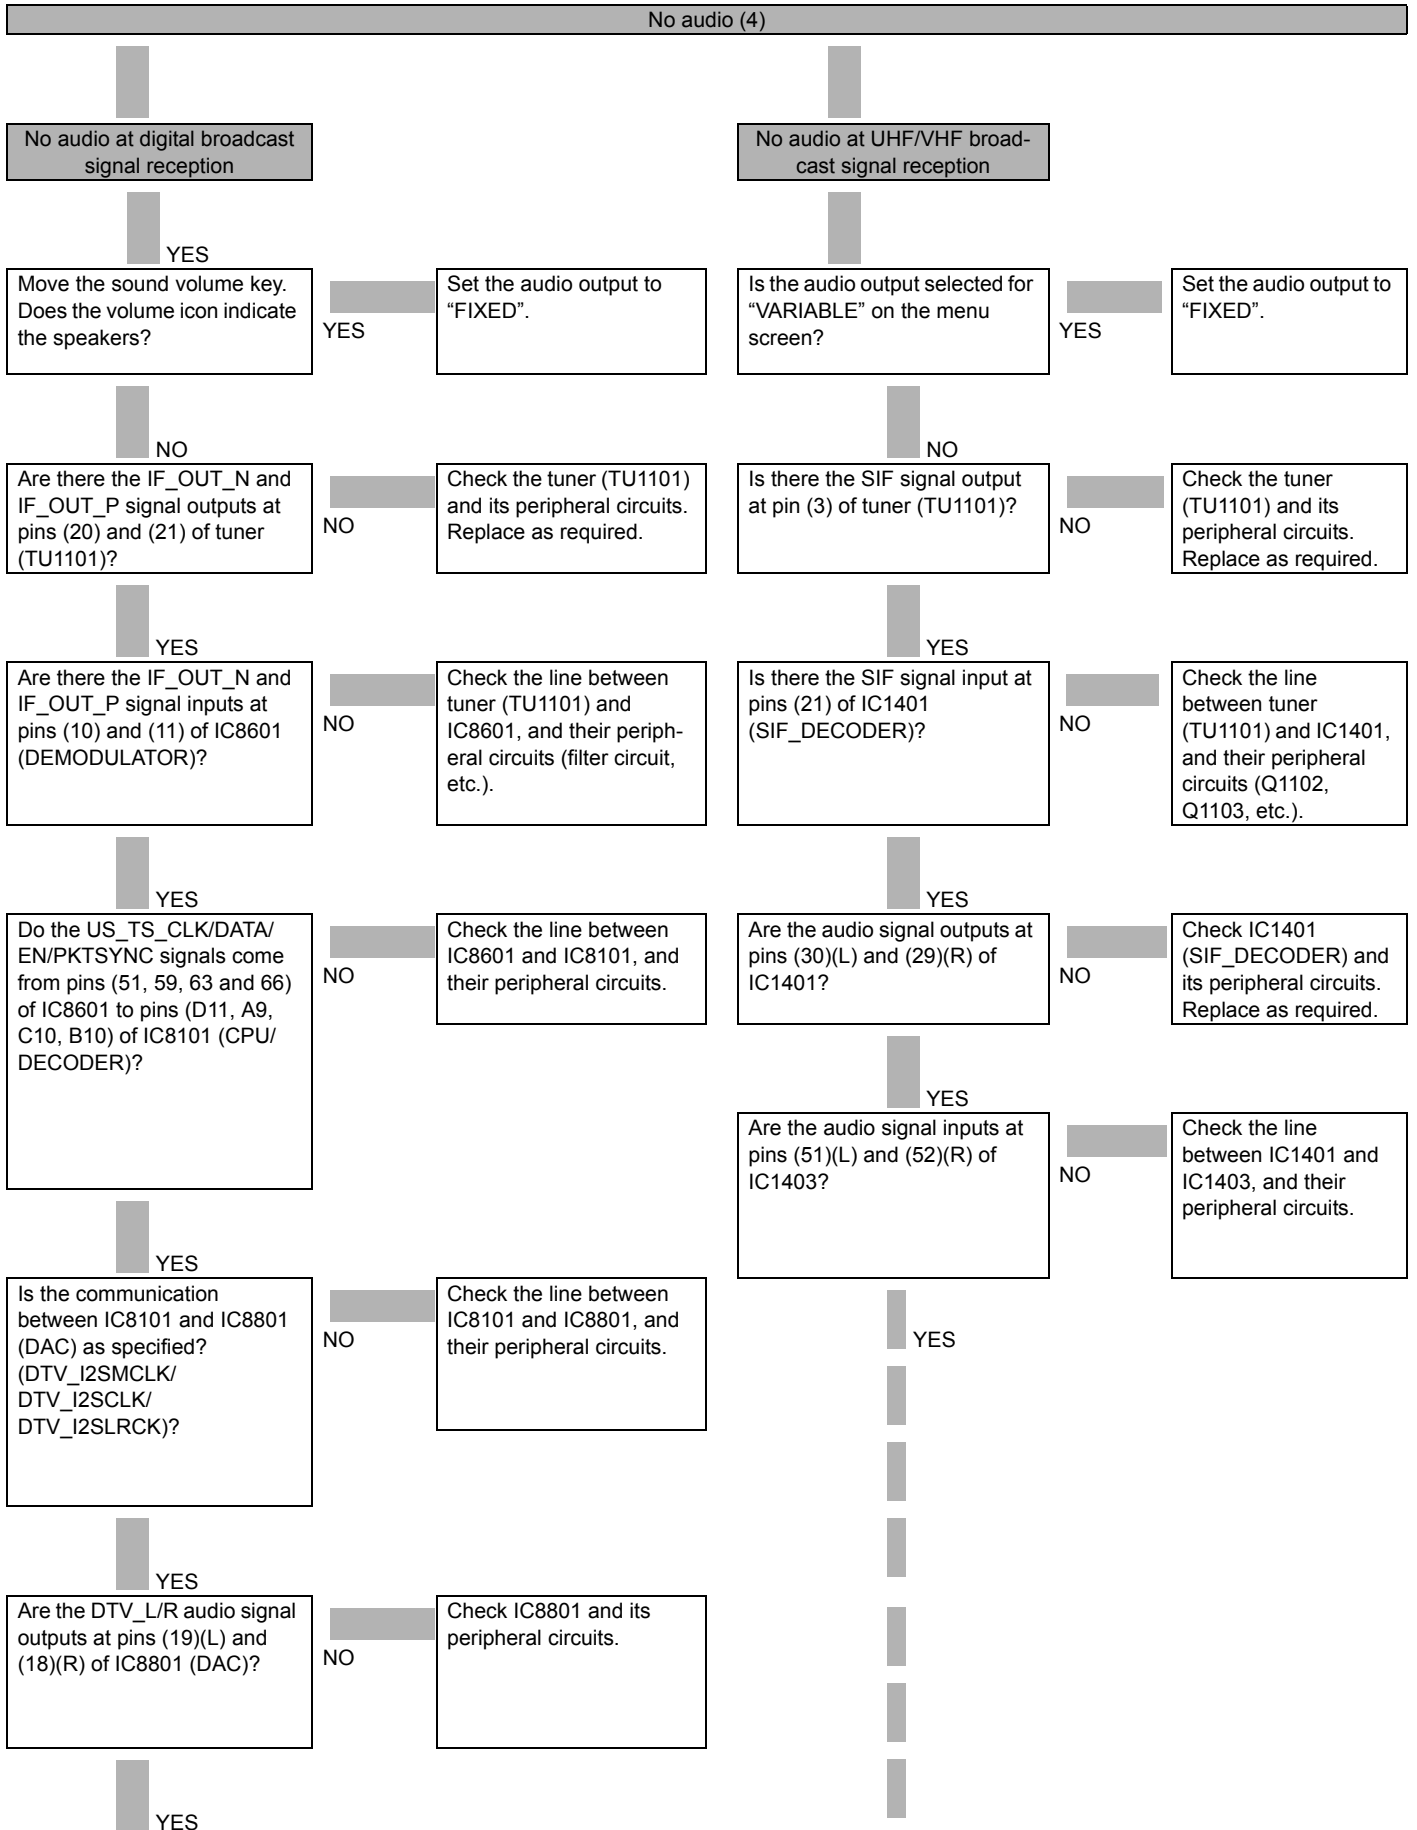 No audio (4)
No audio at digital broadcast
signal reception
YES
Move the sound volume key.
Does the volume icon indicate
the speakers?
YES
Set the audio output to
“FIXED”.
NO
Are there the IF_OUT_N and
IF_OUT_P signal outputs at
pins (20) and (21) of tuner
(TU1101)?
NO
Check the tuner (TU1101)
and its peripheral circuits.
Replace as required.
YES
Are there the IF_OUT_N and
IF_OUT_P signal inputs at
pins (10) and (11) of IC8601
(DEMODULATOR)?
NO
Check the line between
tuner (TU1101) and
IC8601, and their periph-
eral circuits (filter circuit,
etc.).
YES
Do the US_TS_CLK/DATA/
EN/PKTSYNC signals come
from pins (51, 59, 63 and 66)
of IC8601 to pins (D11, A9,
C10, B10) of IC8101 (CPU/
DECODER)?
NO
Check the line between
IC8601 and IC8101, and
their peripheral circuits.
YES
Is the communication
between IC8101 and IC8801
(DAC) as specified?
(DTV_I2SMCLK/
DTV_I2SCLK/
DTV_I2SLRCK)?
NO
Check the line between
IC8101 and IC8801, and
their peripheral circuits.
YES
Are the DTV_L/R audio signal
outputs at pins (19)(L) and
(18)(R) of IC8801 (DAC)?
NO
Check IC8801 and its
peripheral circuits.
YES
No audio at UHF/VHF broad-
cast signal reception
Is the audio output selected for
“VARIABLE” on the menu
screen?
YES
Set the audio output to
“FIXED”.
NO
Is there the SIF signal output
at pin (3) of tuner (TU1101)?
NO
Check the tuner
(TU1101) and its
peripheral circuits.
Replace as required.
YES
Is there the SIF signal input at
pins (21) of IC1401
(SIF_DECODER)?
NO
Check the line
between tuner
(TU1101) and IC1401,
and their peripheral
circuits (Q1102,
Q1103, etc.).
YES
Are the audio signal outputs at
pins (30)(L) and (29)(R) of
IC1401?
NO
Check IC1401
(SIF_DECODER) and
its peripheral circuits.
Replace as required.
YES
Are the audio signal inputs at
pins (51)(L) and (52)(R) of
IC1403?
NO
Check the line
between IC1401 and
IC1403, and their
peripheral circuits.
YES